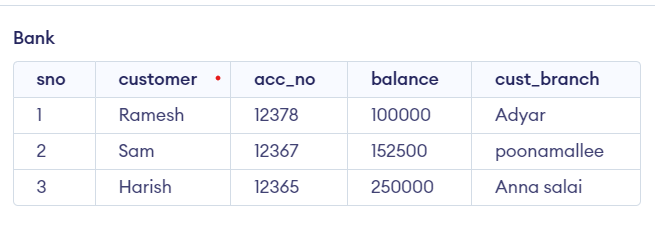 Bank
sno customer acc_no balance cust_branch
1 Ramesh 12378 100000 Adyar
2 Sam 12367 152500 poonamallee
3 Harish 12365 250000 Anna salai